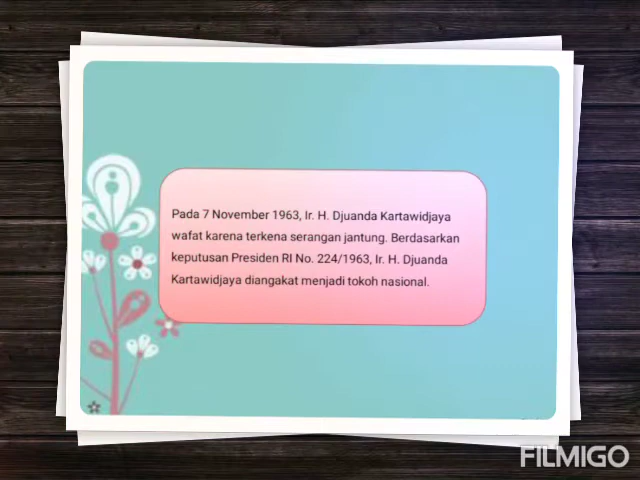 Pada 7 November 1963, Ir. H. Djuanda Kartawidjaya
wafat karena terkena serangan jantung. Berdasarkan
keputusan Presiden RI No. 224/1963, Ir. H. Djuanda
Kartawidjaya diangakat menjadi tokoh nasional.
FILMIGO